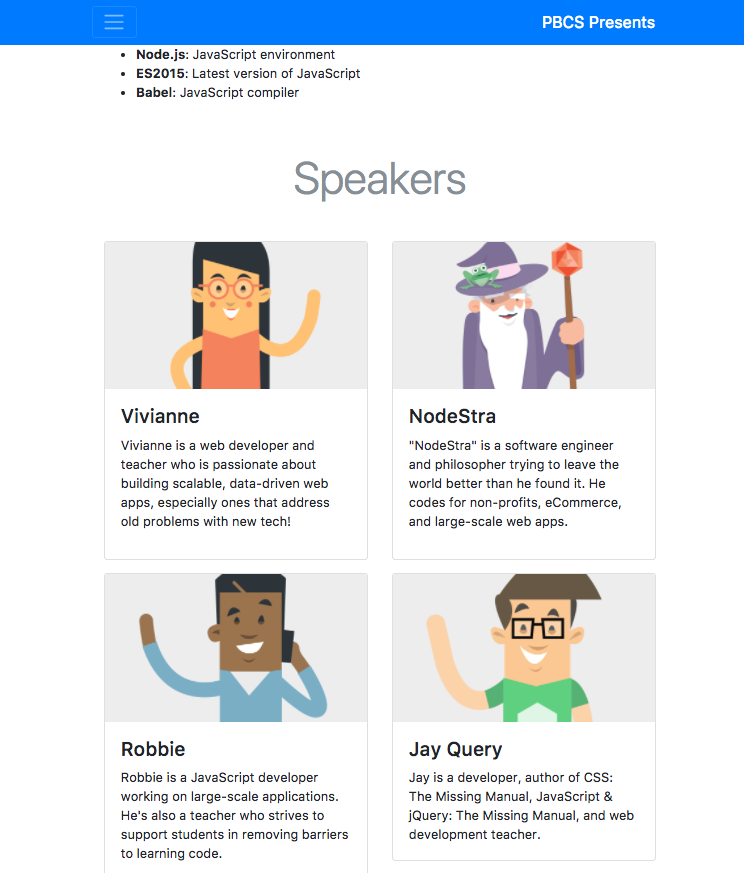 PBCS Presents
Node.js: JavaScript environment
ES2015: Latest version of JavaScript
Babel: JavaScript compiler
Speakers
Vivianne
Vivianne is a web developer and
teacher who is passionate about
building scalable, data-driven web
apps, especially ones that address
old problems with new tech!
NodeStra
"NodeStra" is a software engineer
and philosopher trying to leave the
world better than he found it. He
codes for non-profits, eCommerce,
and large-scale web apps.
Robbie
Robbie is a JavaScript developer
working on large-scale applications.
He's also a teacher who strives to
support students in removing barriers
to learning code.
Jay Query
Jay is a developer, author of CSS:
The Missing Manual, JavaScript &
jQuery: The Missing Manual, and web
development teacher.